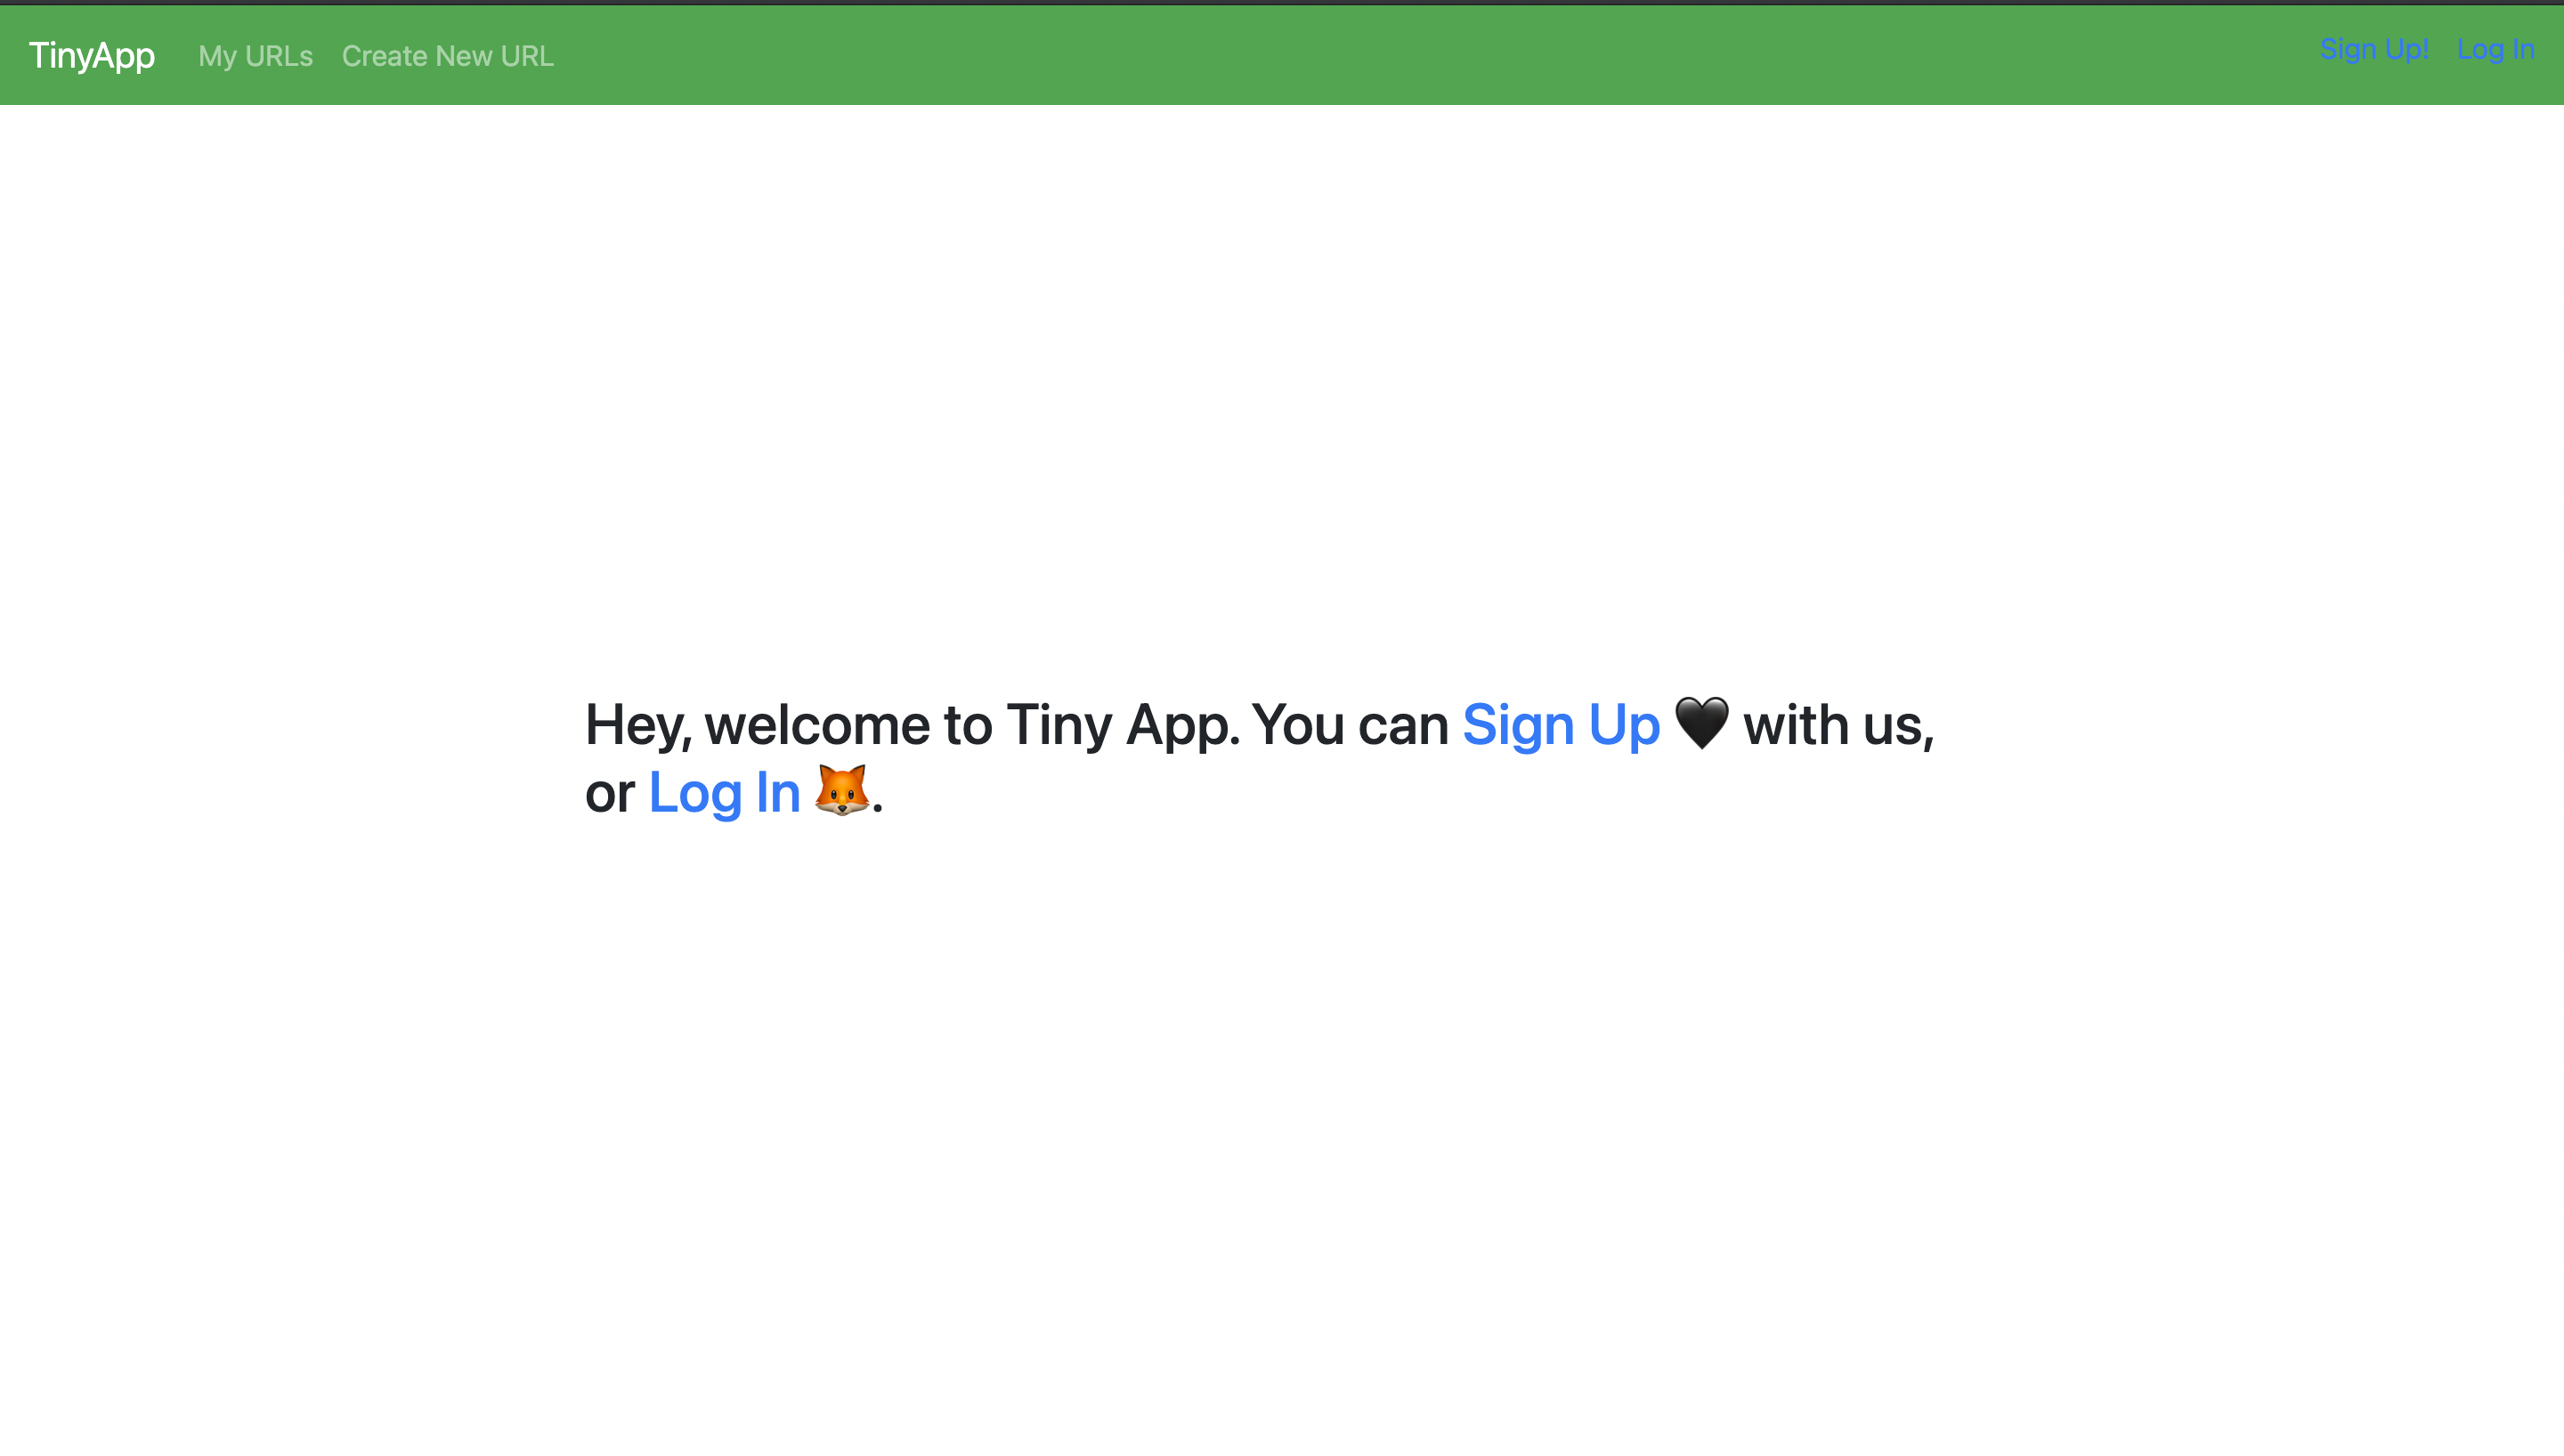 TinyApp My URLs Create New URL Sign Up! Log In
Hey, welcome to Tiny App. You can Sign Up 🖤 with us,
or Log In 🦊.